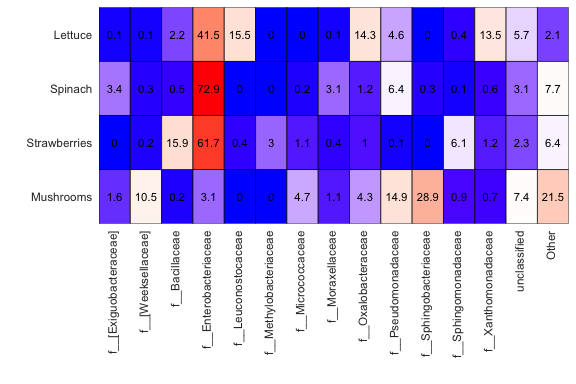 Lettuce 0.1 0.1 2.2 41.5 15.5 0 0 0.1 14.3 4.6 0 0.4 13.5 5.7 2.1
Spinach 3.4 0.3 0.5 72.9 0 0 0.2 3.1 1.2 6.4 0.3 0.1 0.6 3.1 7.7
Strawberries 0 0.2 15.9 61.7 0.4 3 1.1 0.4 1 0.1 0 6.1 1.2 2.3 6.4
Mushrooms 1.6 10.5 0.2 3.1 0 0 4.7 1.1 4.3 14.9 28.9 0.9 0.7 7.4 21.5
f__[Exiguobacteraceae]
f__[Weeksellaceae]
f__Bacilaceae
f__Enterobacteriaceae
f__Leuconostocaceae
f__Methylobacteriaceae
f__Micrococcaceae
f__Moraxellaceae
f__Oxalobacteraceae
f__Pseudomonadaceae
f__Sphingobacteriaceae
f__Sphingomonadaceae
f__Xanthomonadaceae
unclassified
Other